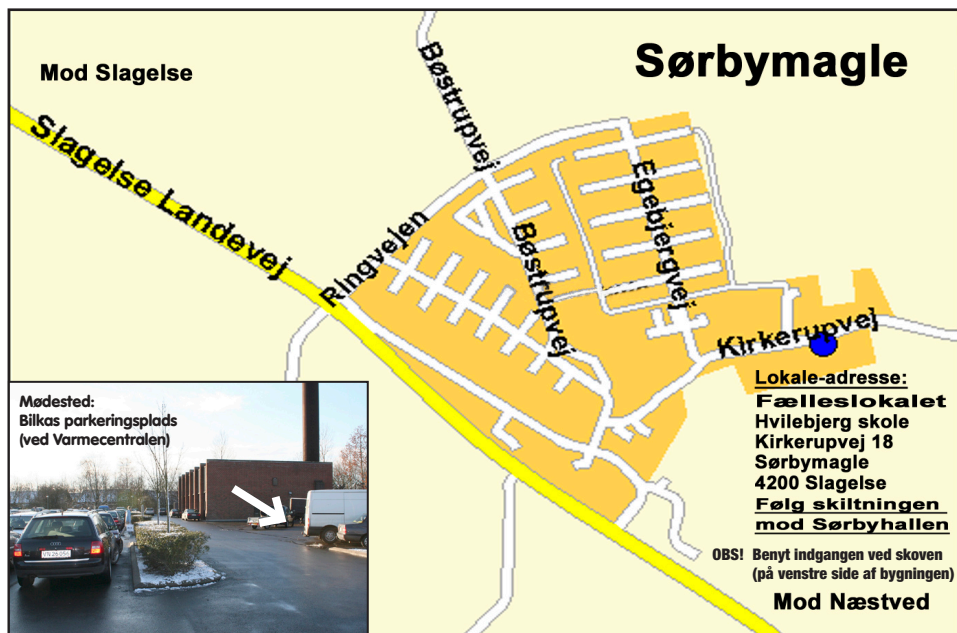 Sørbymagle
Mod Slagelse
Bøstrupvej
Slagelse Landevej
Ringvejen
Egebjergvej
Bøstrupvej
Kirkerupvej
Lokale-adresse:
Fælleslokalet
Hvilebjerg skole
Kirkerupvej 18
Sørbymagle
4200 Slagelse
Følg skiltningen
mod Sørbyhallen
OBS! Benyt indgangen ved skoven
(på venstre side af bygningen)
Mod Næstved
Mødested:
Bilkas parkeringsplads
(ved Varmecentralen)